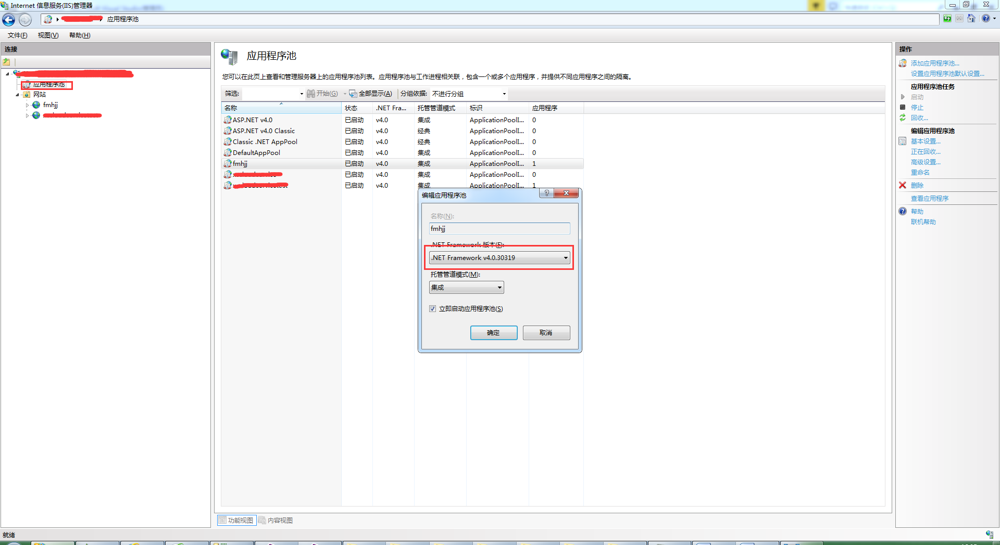 Internet 信息服务(IIS)管理器
应用程序池
文件(F) 视图(V) 帮助(H)
连接
应用程序池
网站
fmhjj
应用程序池
您可以在此页上查看和管理服务器上的应用程序池列表。应用程序池与工作进程相关联，包含一个或多个应用程序，并提供不同应用程序之间的隔离。
筛选: 开始(G) 全部显示(A) 分组依据: 不进行分组
名称 状态 .NET Fra... 托管管道模式 标识 应用程序
ASP.NET v4.0 已启动 v4.0 集成 ApplicationPoolI... 0
ASP.NET v4.0 Classic 已启动 v4.0 经典 ApplicationPoolI... 0
Classic .NET AppPool 已启动 v4.0 经典 ApplicationPoolI... 0
DefaultAppPool 已启动 v4.0 集成 ApplicationPoolI... 0
fmhjj 已启动 v4.0 集成 ApplicationPoolI... 1
已启动 v4.0 集成 ApplicationPoolI... 0
已启动 v4.0 集成 ApplicationPoolI... 1
编辑应用程序池
名称(N):
fmhjj
.NET Framework 版本(F):
.NET Framework v4.0.30319
托管管道模式(M):
集成
立即启动应用程序池(S)
确定 取消
功能视图 内容视图
就绪
操作
添加应用程序池...
设置应用程序池默认设置...
应用程序池任务
启动
停止
回收...
编辑应用程序池
基本设置...
正在回收...
高级设置...
重命名
删除
查看应用程序
帮助
联机帮助